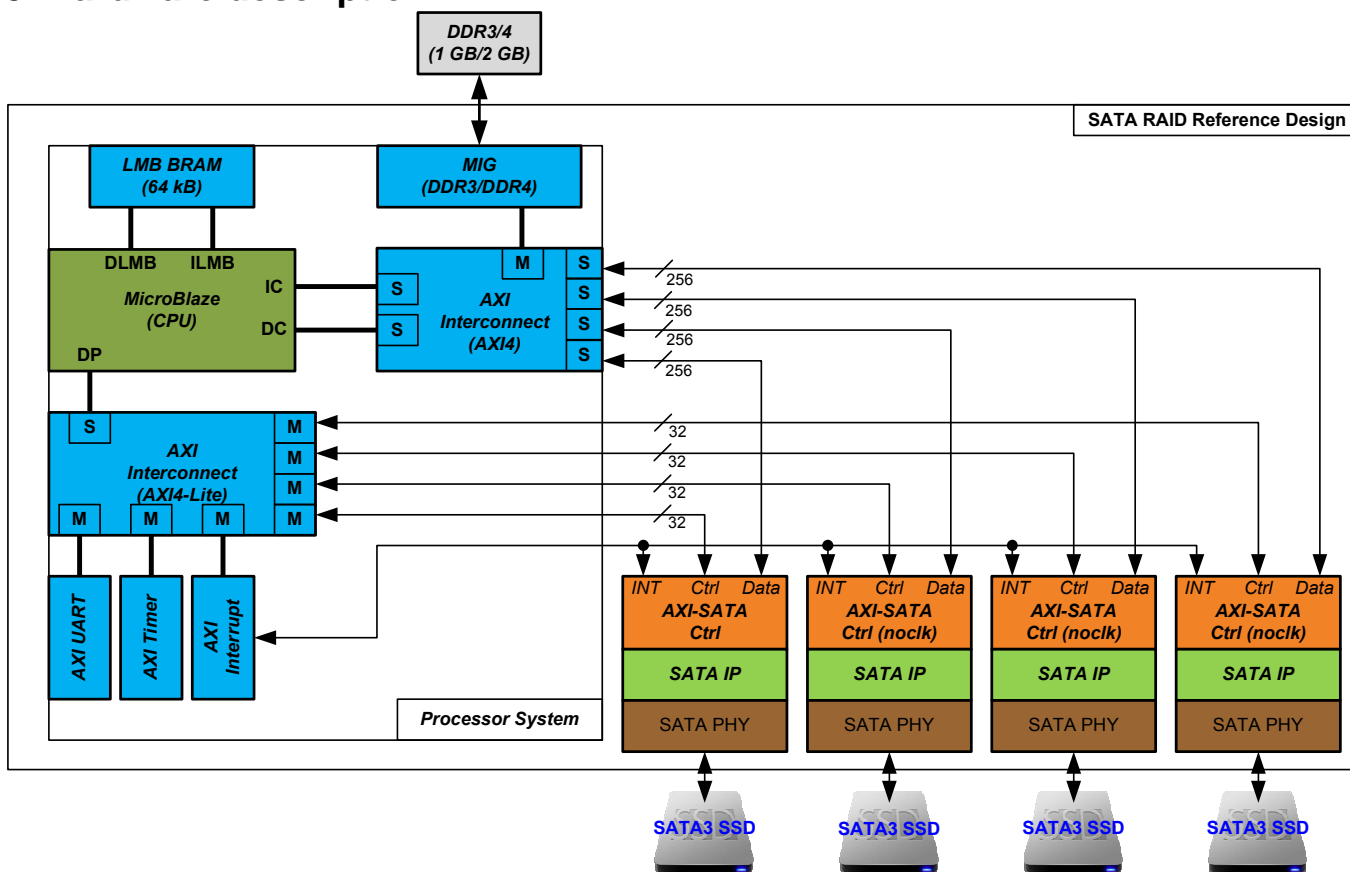 DDR3/4
(1 GB/2 GB)
SATA RAID Reference Design
LMB BRAM
(64 kB)
MIG
(DDR3/DDR4)
DLMB ILMB
MicroBlaze
(CPU)
IC
DC
DP
M
S
S
S
S
S
S
AXI
Interconnect
(AXI4)
256
256
256
256
S
AXI
Interconnect
(AXI4-Lite)
M
M
M
M
M M M
32
32
32
32
AXI UART
AXI Timer
AXI
Interrupt
Processor System
INT Ctrl Data
AXI-SATA
Ctrl
SATA IP
SATA PHY
SATA3 SSD
INT Ctrl Data
AXI-SATA
Ctrl (noclk)
SATA IP
SATA PHY
SATA3 SSD
INT Ctrl Data
AXI-SATA
Ctrl (noclk)
SATA IP
SATA PHY
SATA3 SSD
INT Ctrl Data
AXI-SATA
Ctrl (noclk)
SATA IP
SATA PHY
SATA3 SSD